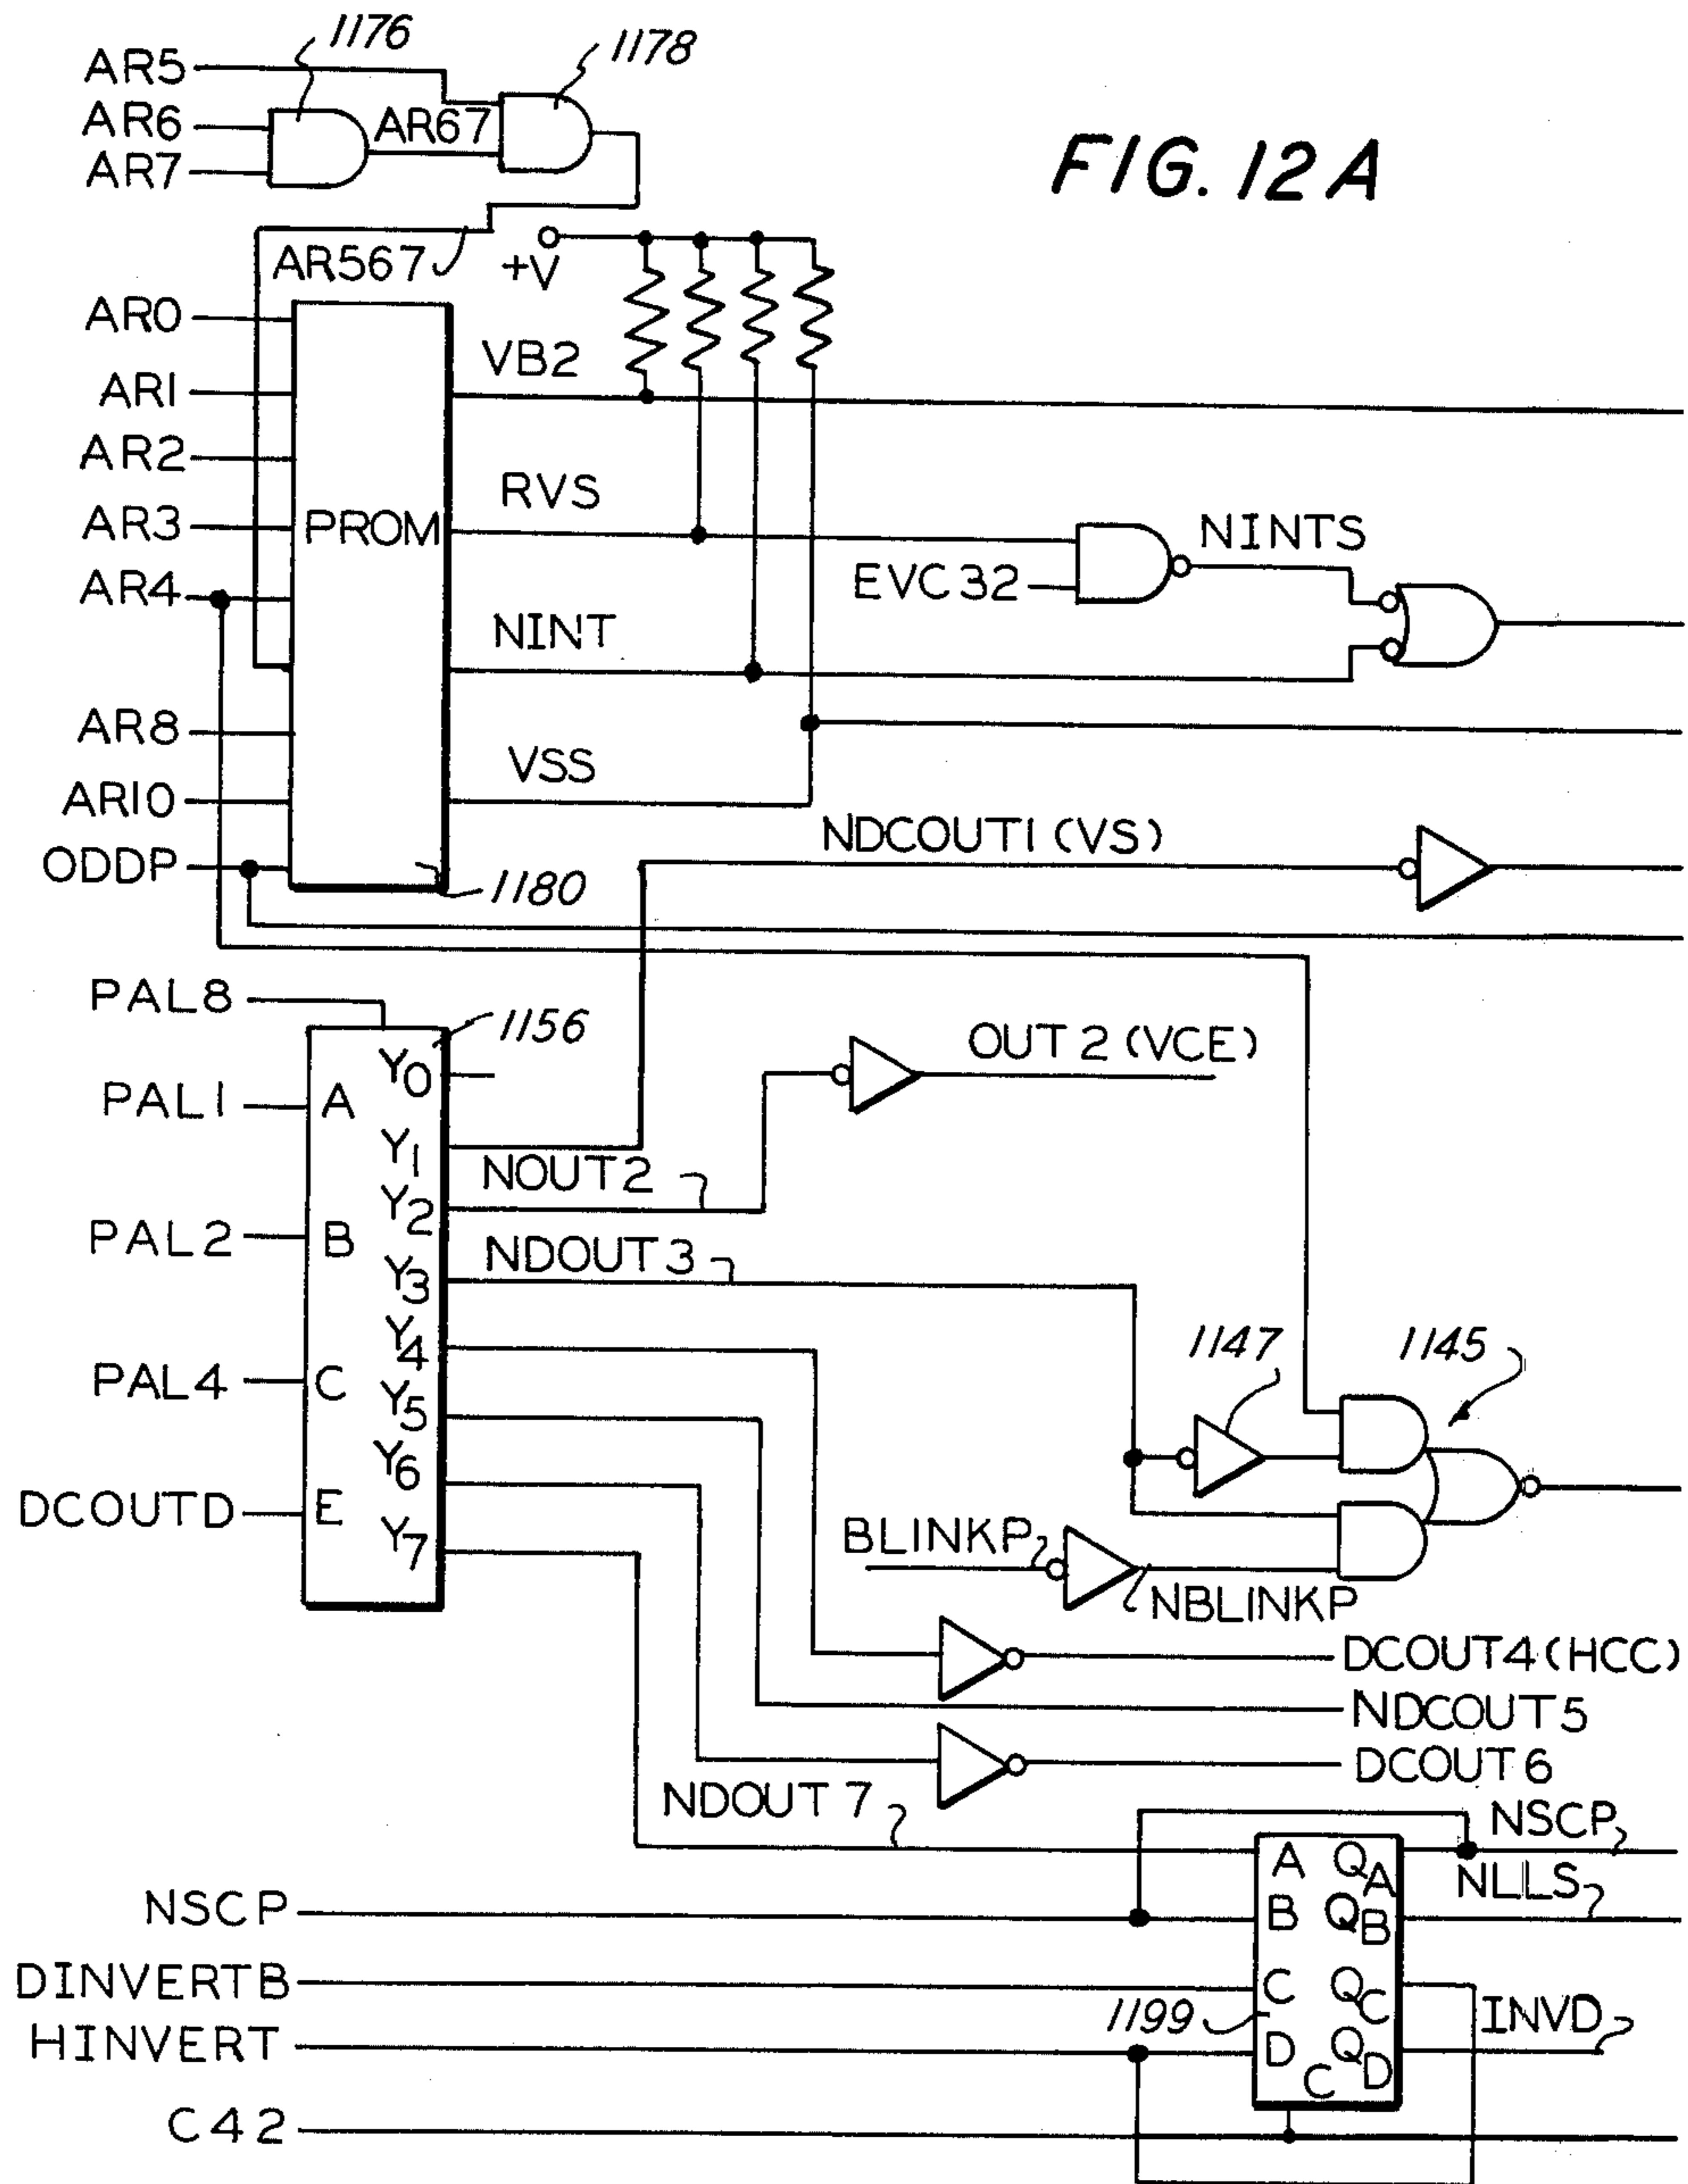 FIG. 12A
1176
1178
AR5
AR6
AR7
AR67
AR567
+V
AR0
AR1
AR2
AR3
AR4
AR8
AR10
ODDP
PROM
1180
VB2
RVS
NINT
VSS
EVC32
NINTS
NDCOUT1 (VS)
PAL8
PAL1
PAL2
PAL4
DCOUTD
A
B
C
E
Y0
Y1
Y2
Y3
Y4
Y5
Y6
Y7
1156
OUT 2 (VCE)
NOUT2
NDOUT3
1147
1145
BLINKP
NBLINKP
DCOUT4 (HCC)
NDCOUT5
DCOUT6
NDOUT 7
NSCP
DINVERTB
HINVERT
C42
A QA
B QB
C QC
D QD
C
1199
NSCP
NLLS
INVD